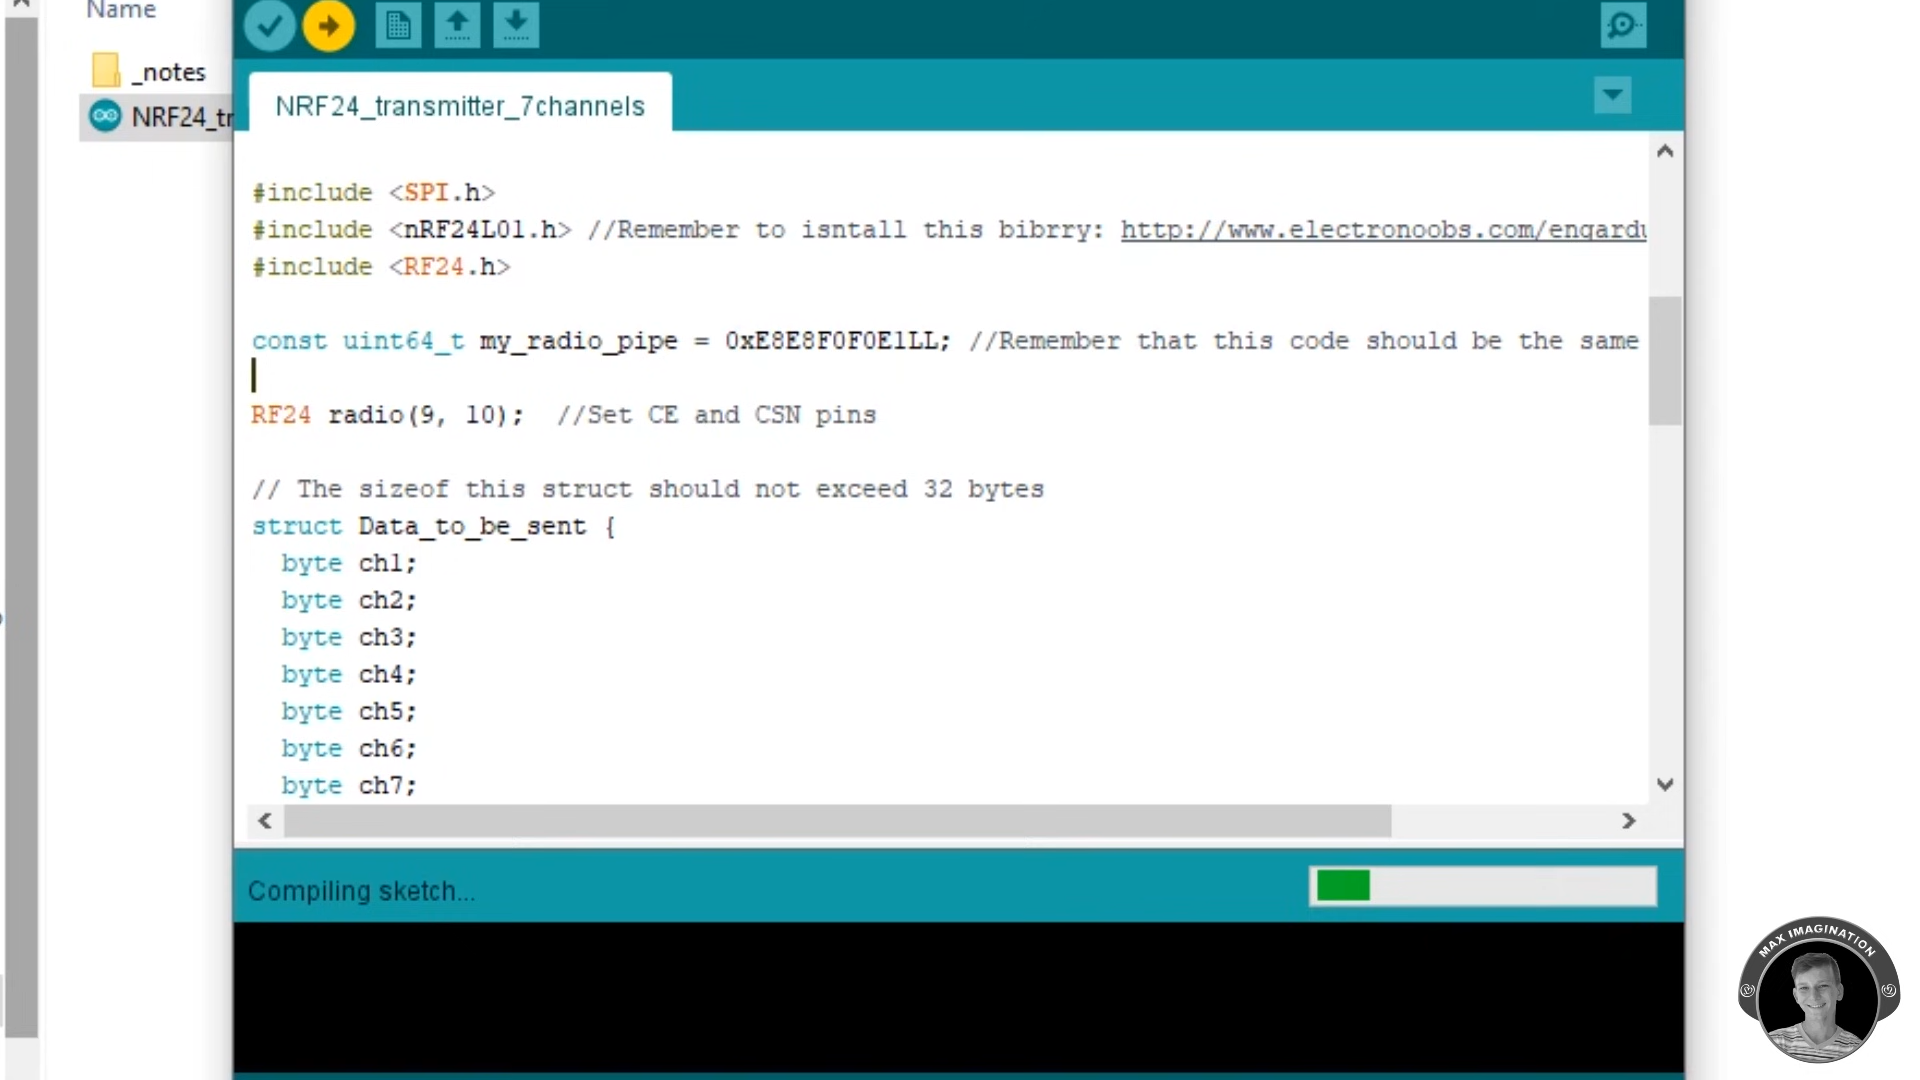 Name
_notes
NRF24_tr
NRF24_transmitter_7channels
#include <SPI.h>
#include <nRF24L01.h> //Remember to isntall this bibrry: http://www.electronoobs.com/engardu
#include <RF24.h>
const uint64_t my_radio_pipe = 0xE8E8F0F0E1LL; //Remember that this code should be the same
RF24 radio(9, 10);  //Set CE and CSN pins
// The sizeof this struct should not exceed 32 bytes
struct Data_to_be_sent {
byte ch1;
byte ch2;
byte ch3;
byte ch4;
byte ch5;
byte ch6;
byte ch7;
Compiling sketch...
MAX IMAGINATION